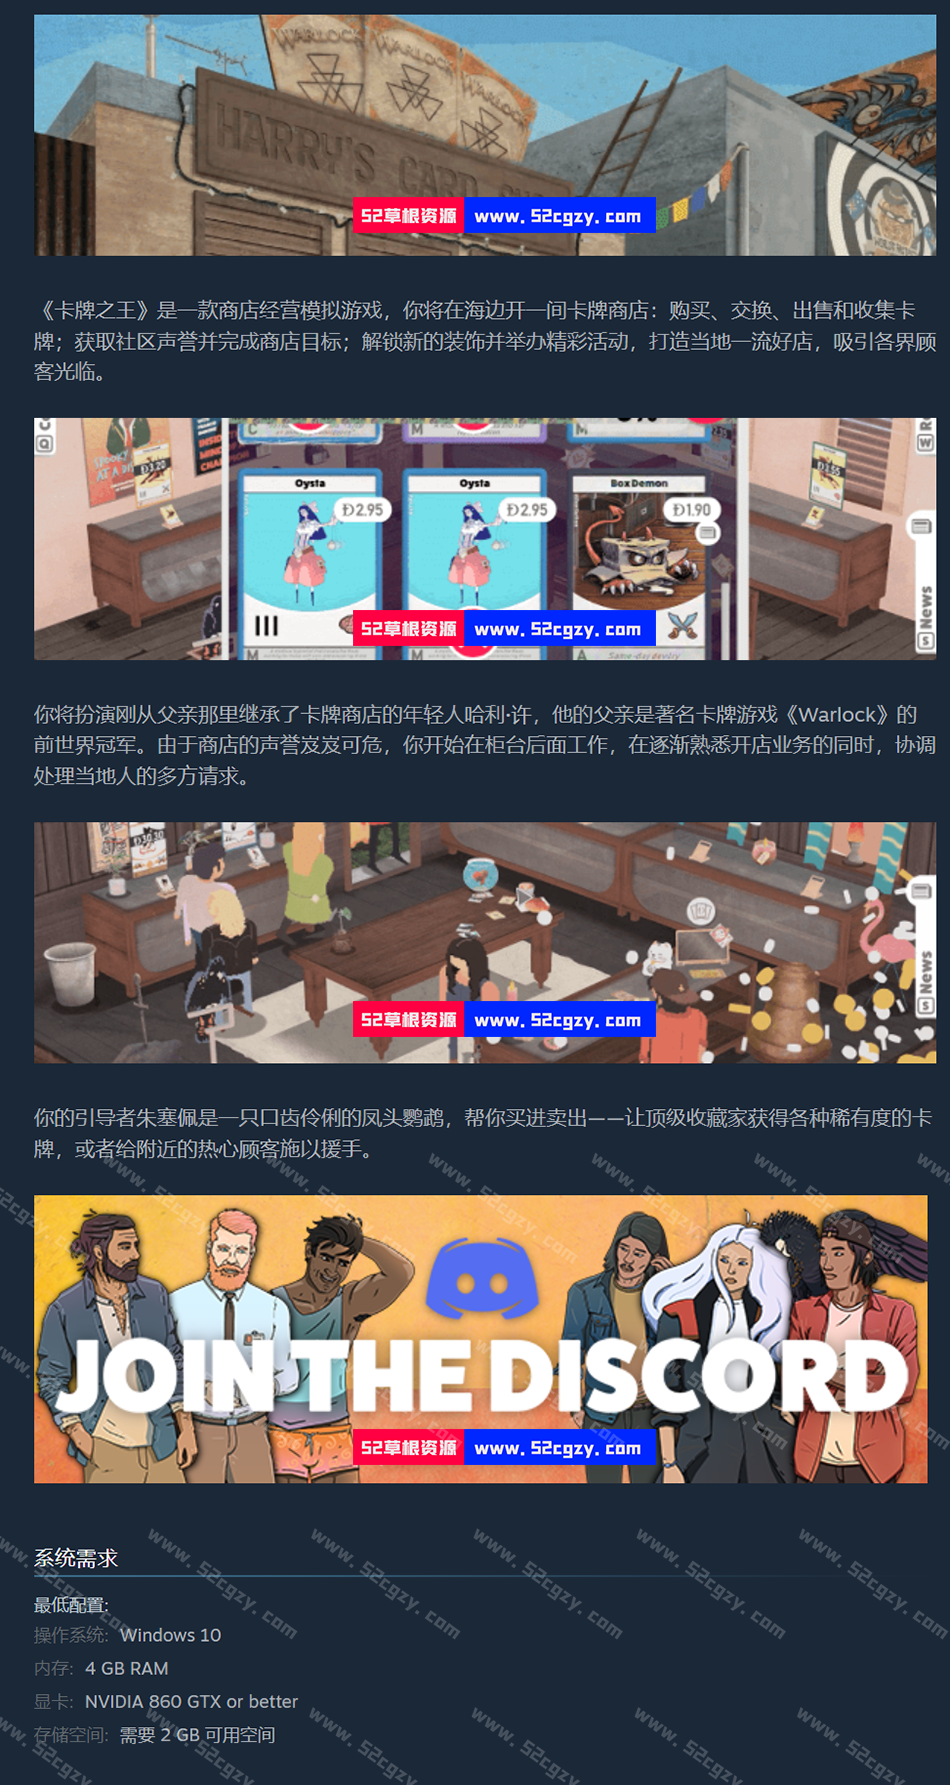 WARLOCK WARLOCK WARLOCK
HARRY'S CARD
52草根资源 www.52cgzy.com
《卡牌之王》是一款商店经营模拟游戏，你将在海边开一间卡牌商店：购买、交换、出售和收集卡
牌；获取社区声誉并完成商店目标；解锁新的装饰并举办精彩活动，打造当地一流好店，吸引各界顾
客光临。
Q C
C M M
W R
Đ3.20
Đ3.55
Oysta Oysta Box Demon
Đ2.95 Đ2.95 Đ1.90
III
52草根资源 www.52cgzy.com
M M A Same-day devilry
S News
你将扮演刚从父亲那里继承了卡牌商店的年轻人哈利·许，他的父亲是著名卡牌游戏《Warlock》的
前世界冠军。由于商店的声誉岌岌可危，你开始在柜台后面工作，在逐渐熟悉开店业务的同时，协调
处理当地人的多方请求。
S News
52草根资源 www.52cgzy.com
你的引导者朱塞佩是一只口齿伶俐的凤头鹦鹉，帮你买进卖出——让顶级收藏家获得各种稀有度的卡
牌，或者给附近的热心顾客施以援手。
JOIN THE DISCORD
52草根资源 www.52cgzy.com
系统需求
最低配置:
操作系统: Windows 10
内存: 4 GB RAM
显卡: NVIDIA 860 GTX or better
存储空间: 需要 2 GB 可用空间
www.52cgzy.com